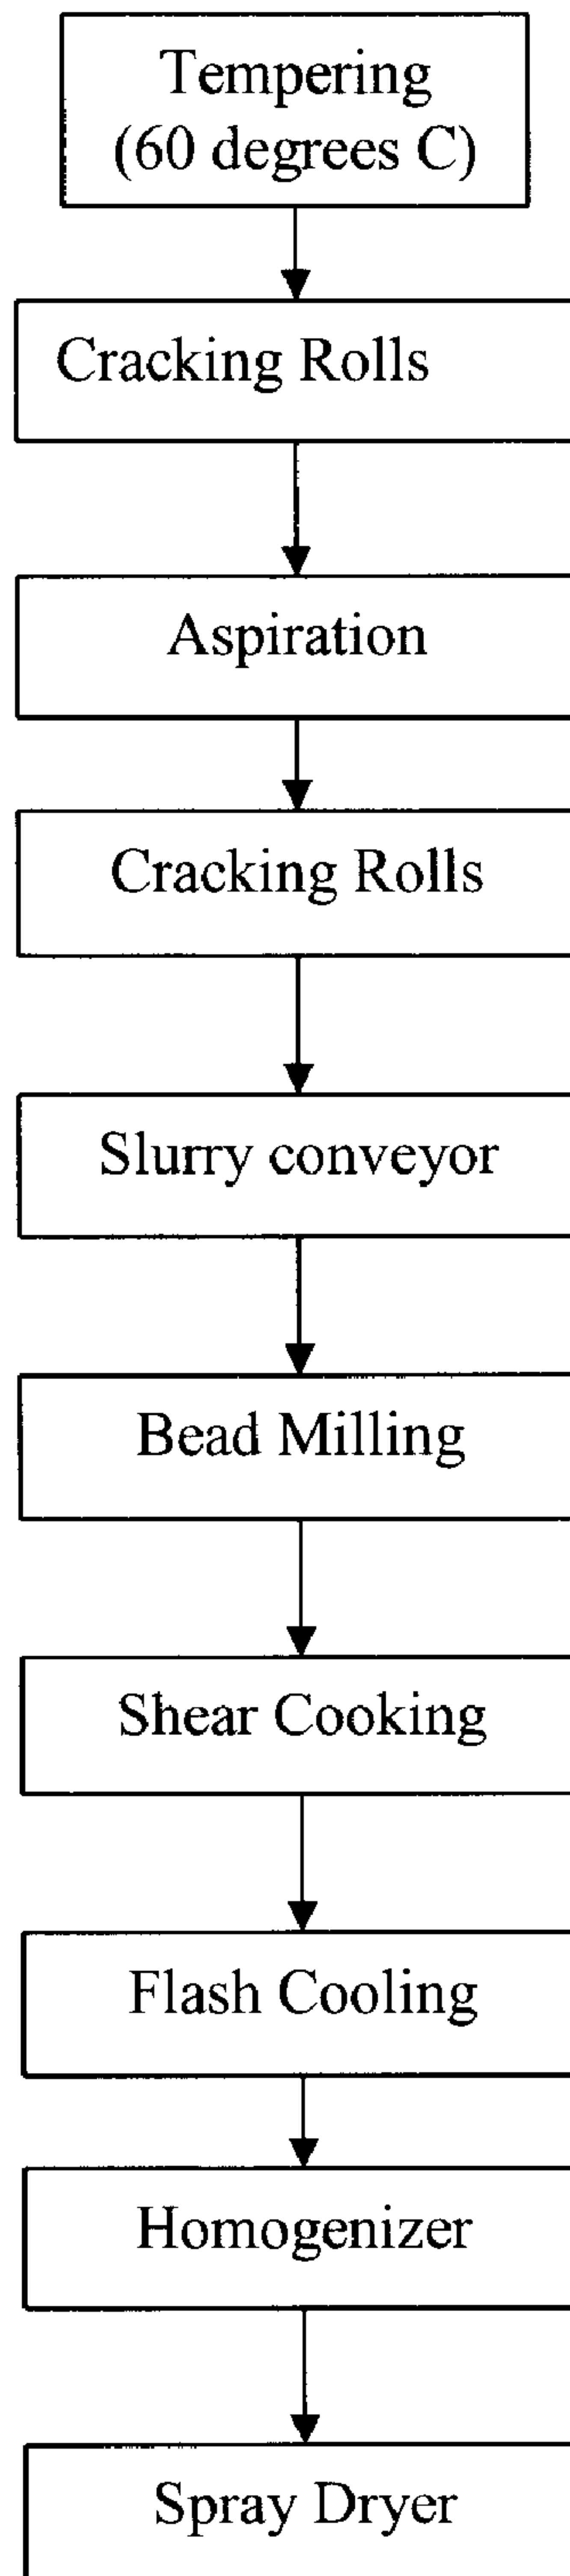 Tempering
(60 degrees C)
Cracking Rolls
Aspiration
Cracking Rolls
Slurry conveyor
Bead Milling
Shear Cooking
Flash Cooling
Homogenizer
Spray Dryer